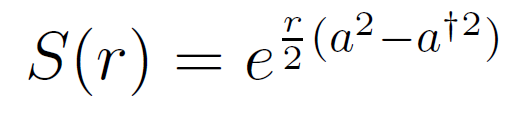 S(r) = e^{\frac{r}{2}(a^2-a^{\dagger 2})}